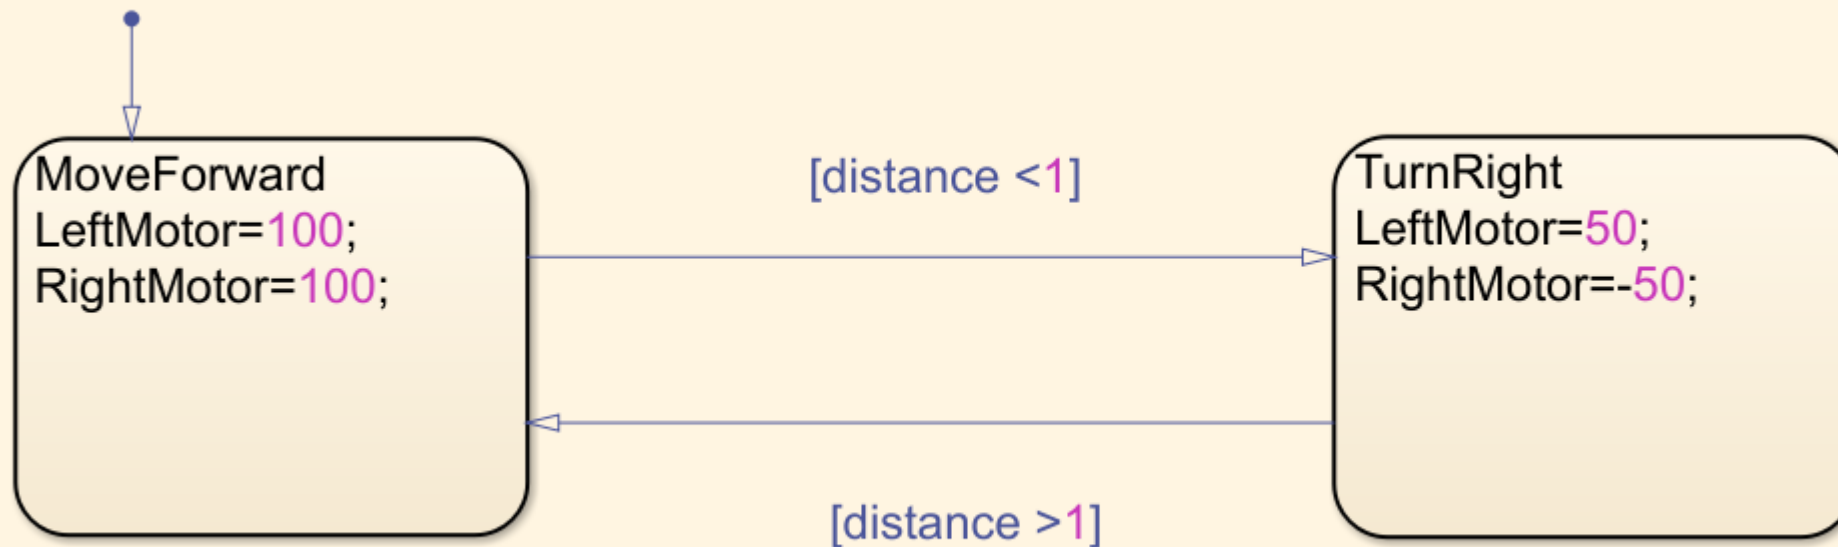 MoveForward
LeftMotor=100;
RightMotor=100;
[distance <1]
TurnRight
LeftMotor=50;
RightMotor=-50;
[distance >1]